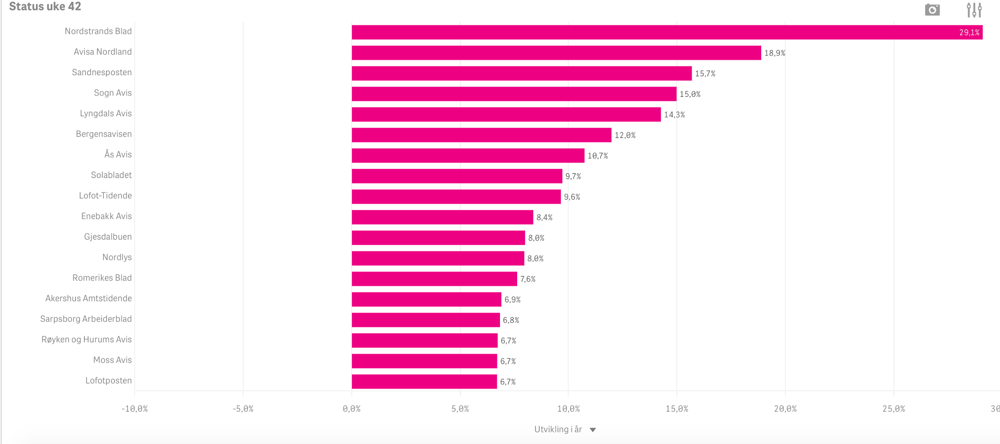 Status uke 42
Nordstrands Blad 29,1%
Avisa Nordland 18,9%
Sandnesposten 15,7%
Sogn Avis 15,0%
Lyngdals Avis 14,3%
Bergensavisen 12,0%
Ås Avis 10,7%
Solabladet 9,7%
Lofot-Tidende 9,6%
Enebakk Avis 8,4%
Gjesdalbuen 8,0%
Nordlys 8,0%
Romerikes Blad 7,6%
Akershus Amtstidende 6,9%
Sarpsborg Arbeiderblad 6,8%
Røyken og Hurums Avis 6,7%
Moss Avis 6,7%
Lofotposten 6,7%
-10,0% -5,0% 0,0% 5,0% 10,0% 15,0% 20,0% 25,0% 30
Utvikling i år